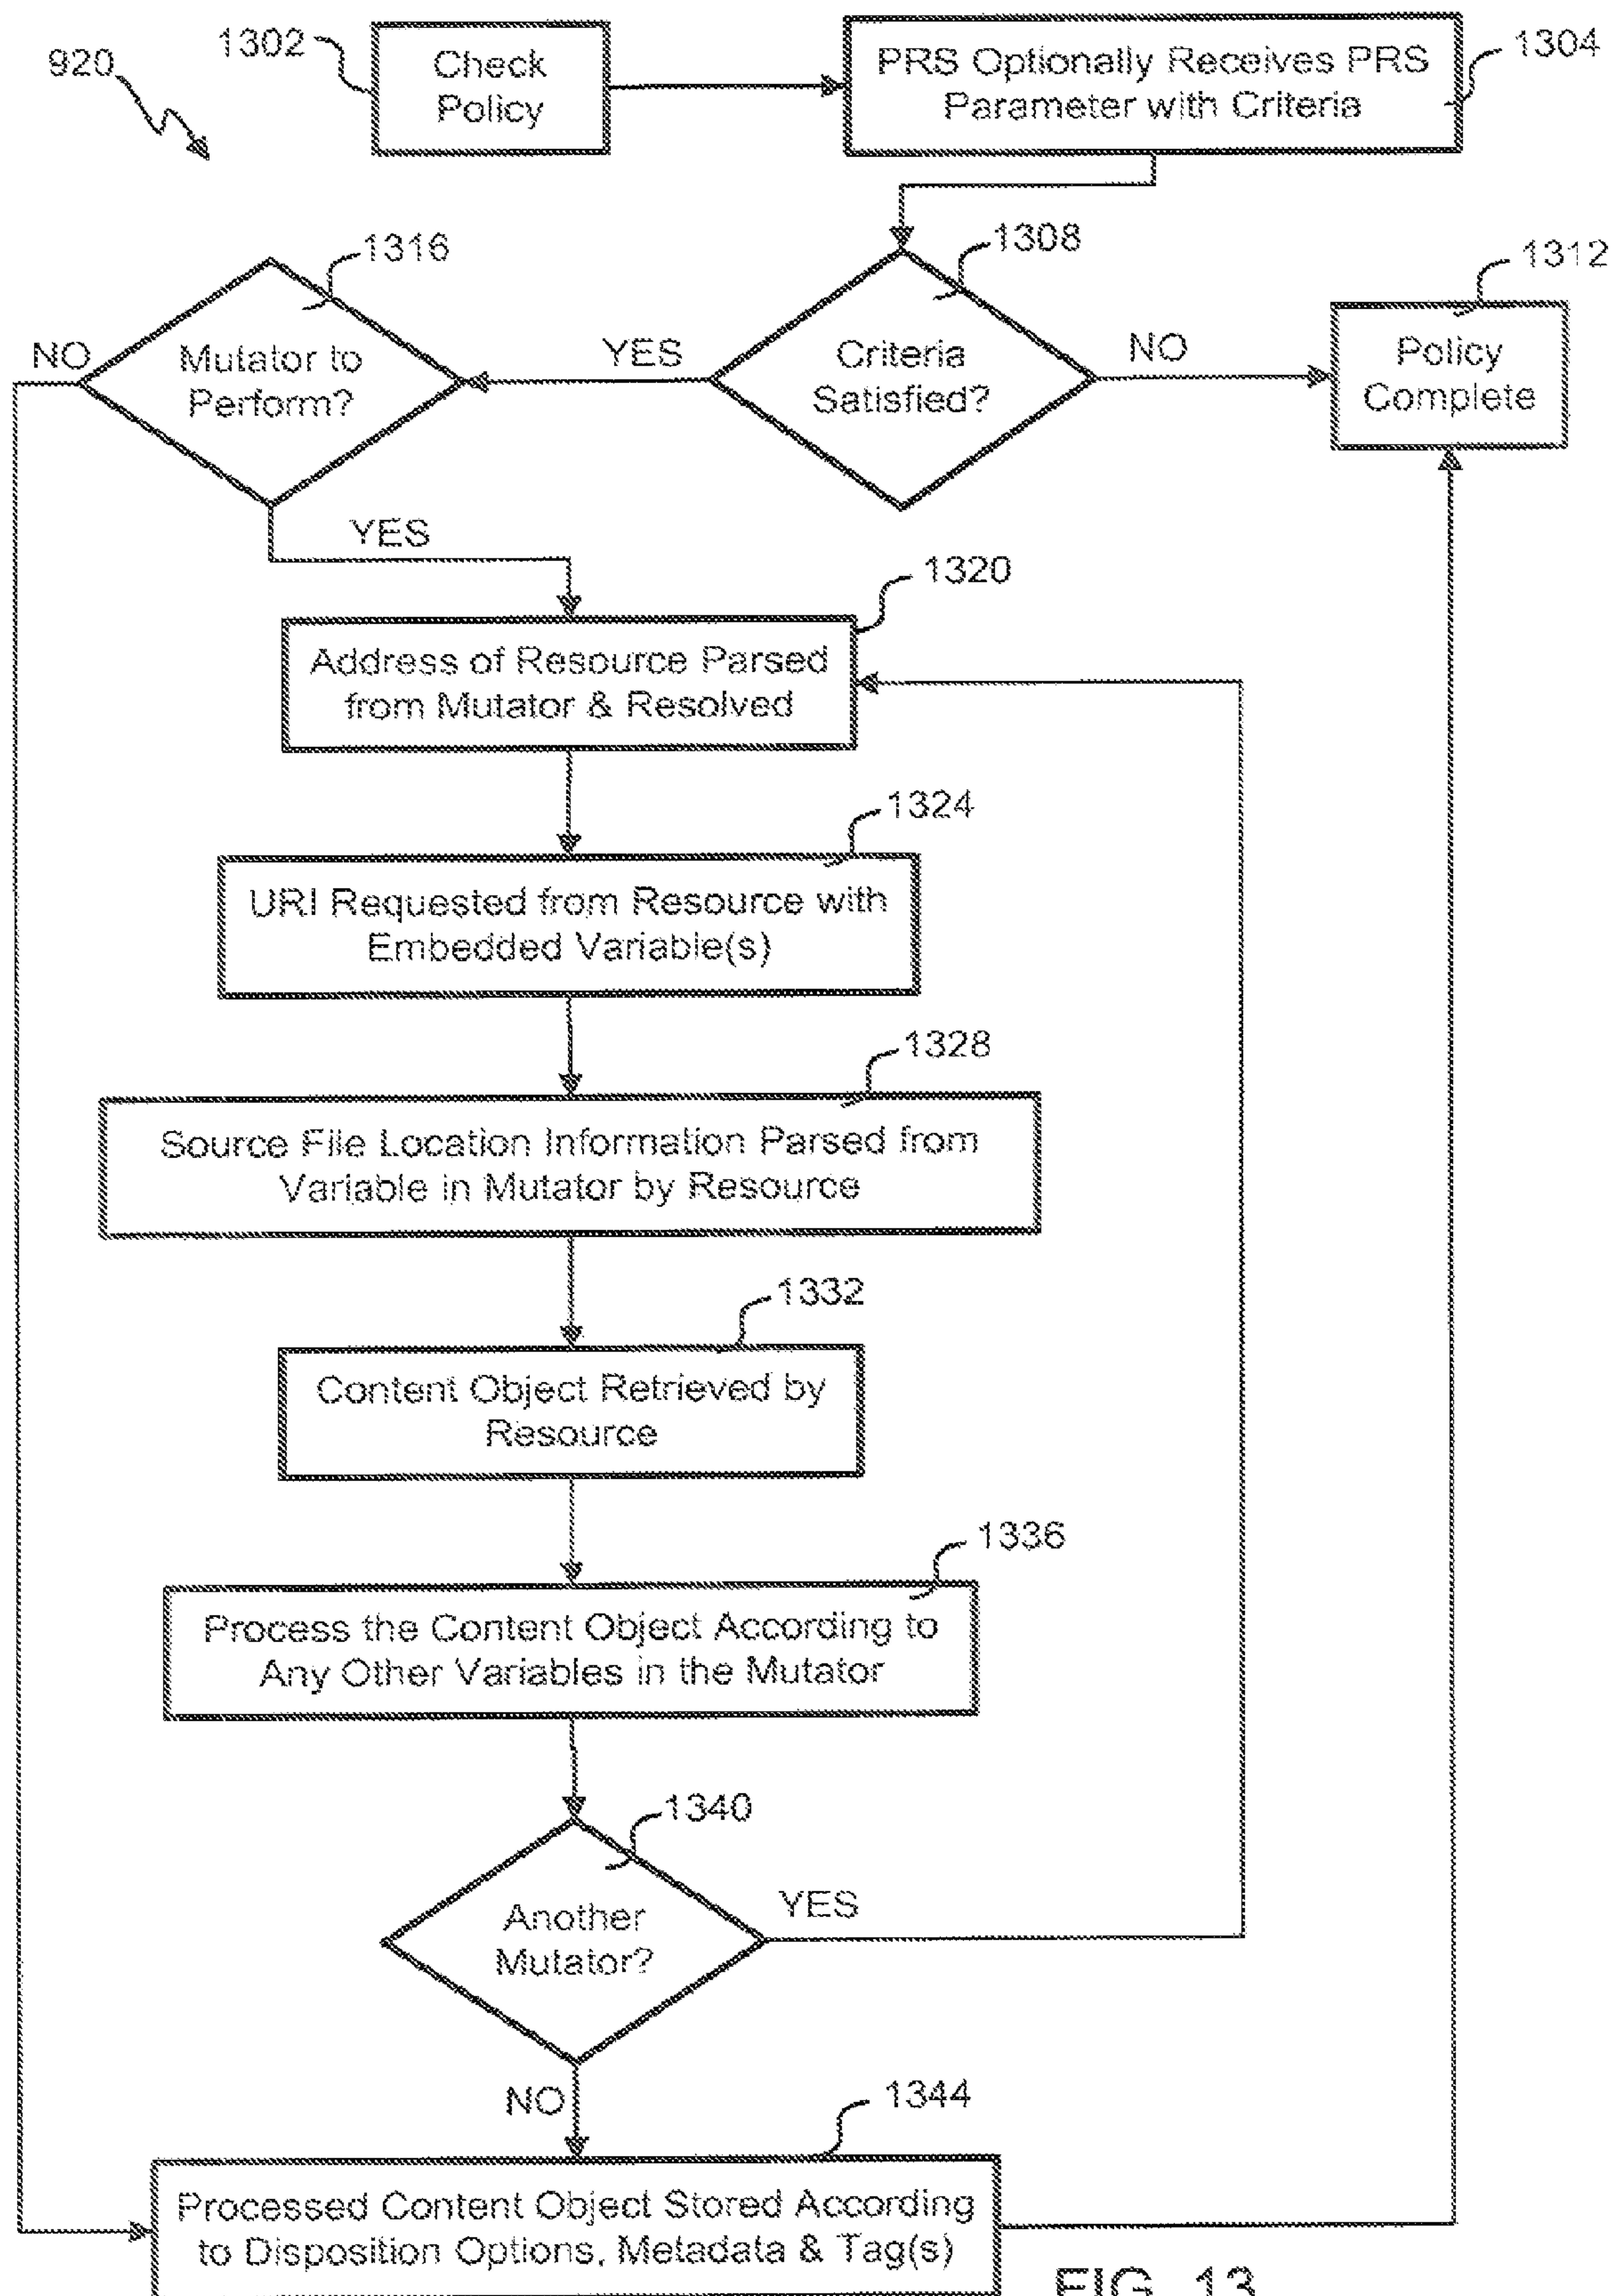 920
1302
Check
Policy
PRS Optionally Receives PRS
Parameter with Criteria
1304
1316
1308
1312
NO
Mutator to
Perform?
YES
Criteria
Satisfied?
NO
Policy
Complete
YES
1320
Address of Resource Parsed
from Mutator & Resolved
1324
URI Requested from Resource with
Embedded Variable(s)
1328
Source File Location Information Parsed from
Variable in Mutator by Resource
1332
Content Object Retrieved by
Resource
1336
Process the Content Object According to
Any Other Variables in the Mutator
1340
Another
Mutator?
YES
NO
1344
Processed Content Object Stored According
to Disposition Options, Metadata & Tag(s)
FIG. 13